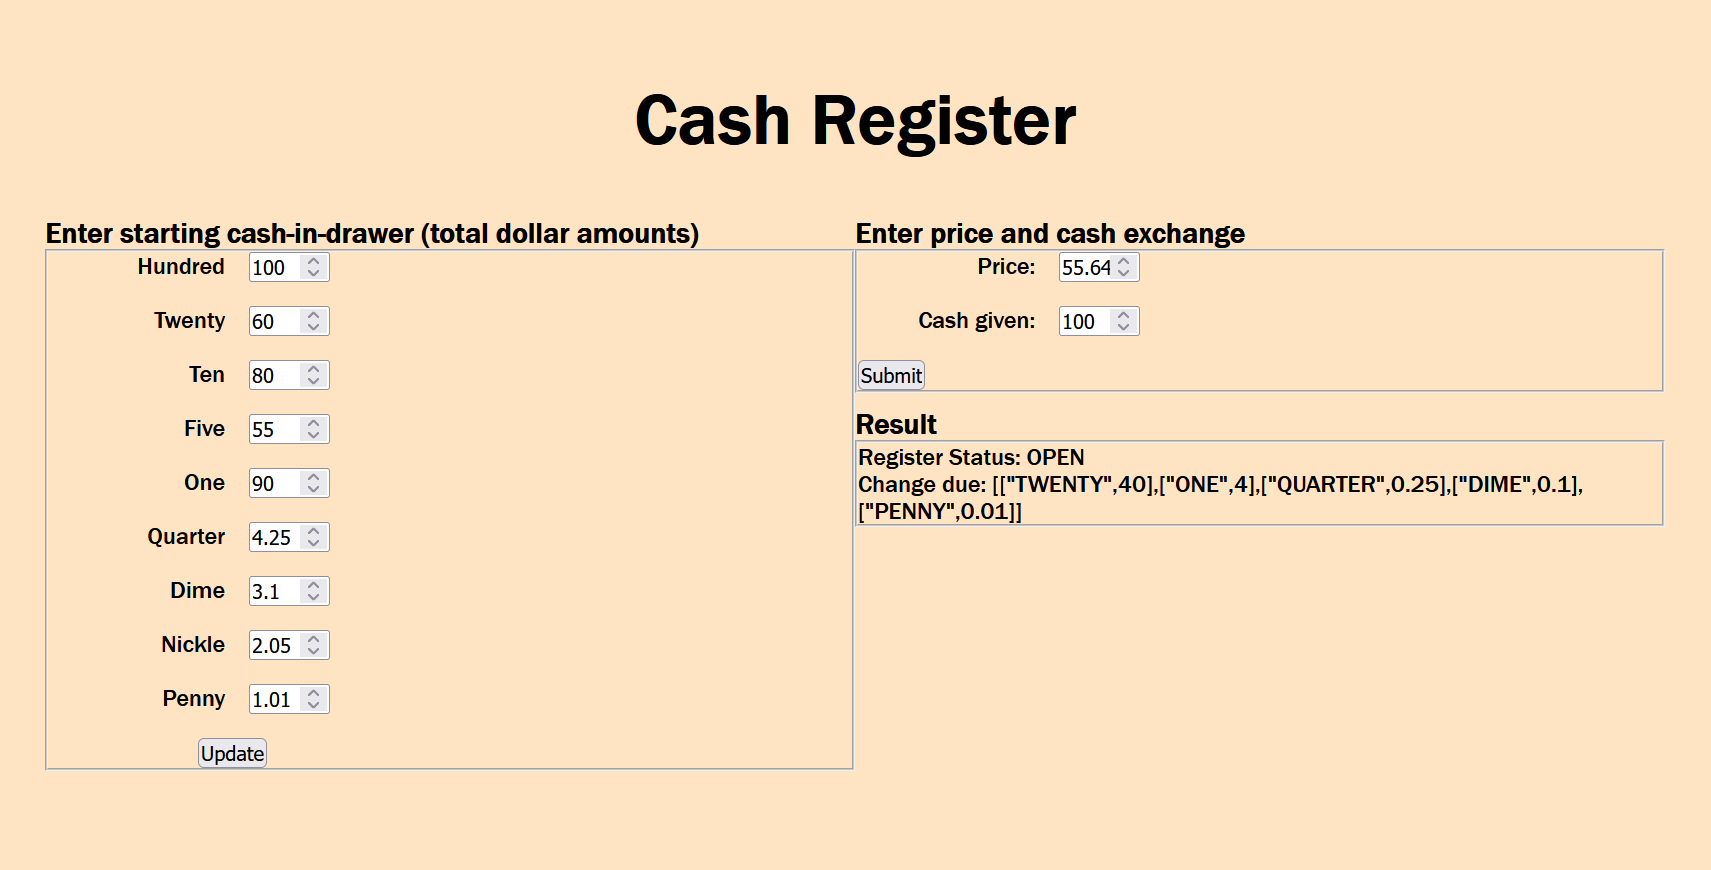 Cash Register
Enter starting cash-in-drawer (total dollar amounts)
Hundred 100
Twenty 60
Ten 80
Five 55
One 90
Quarter 4.25
Dime 3.1
Nickle 2.05
Penny 1.01
Update
Enter price and cash exchange
Price: 55.64
Cash given: 100
Submit
Result
Register Status: OPEN
Change due: [["TWENTY",40],["ONE",4],["QUARTER",0.25],["DIME",0.1],
["PENNY",0.01]]